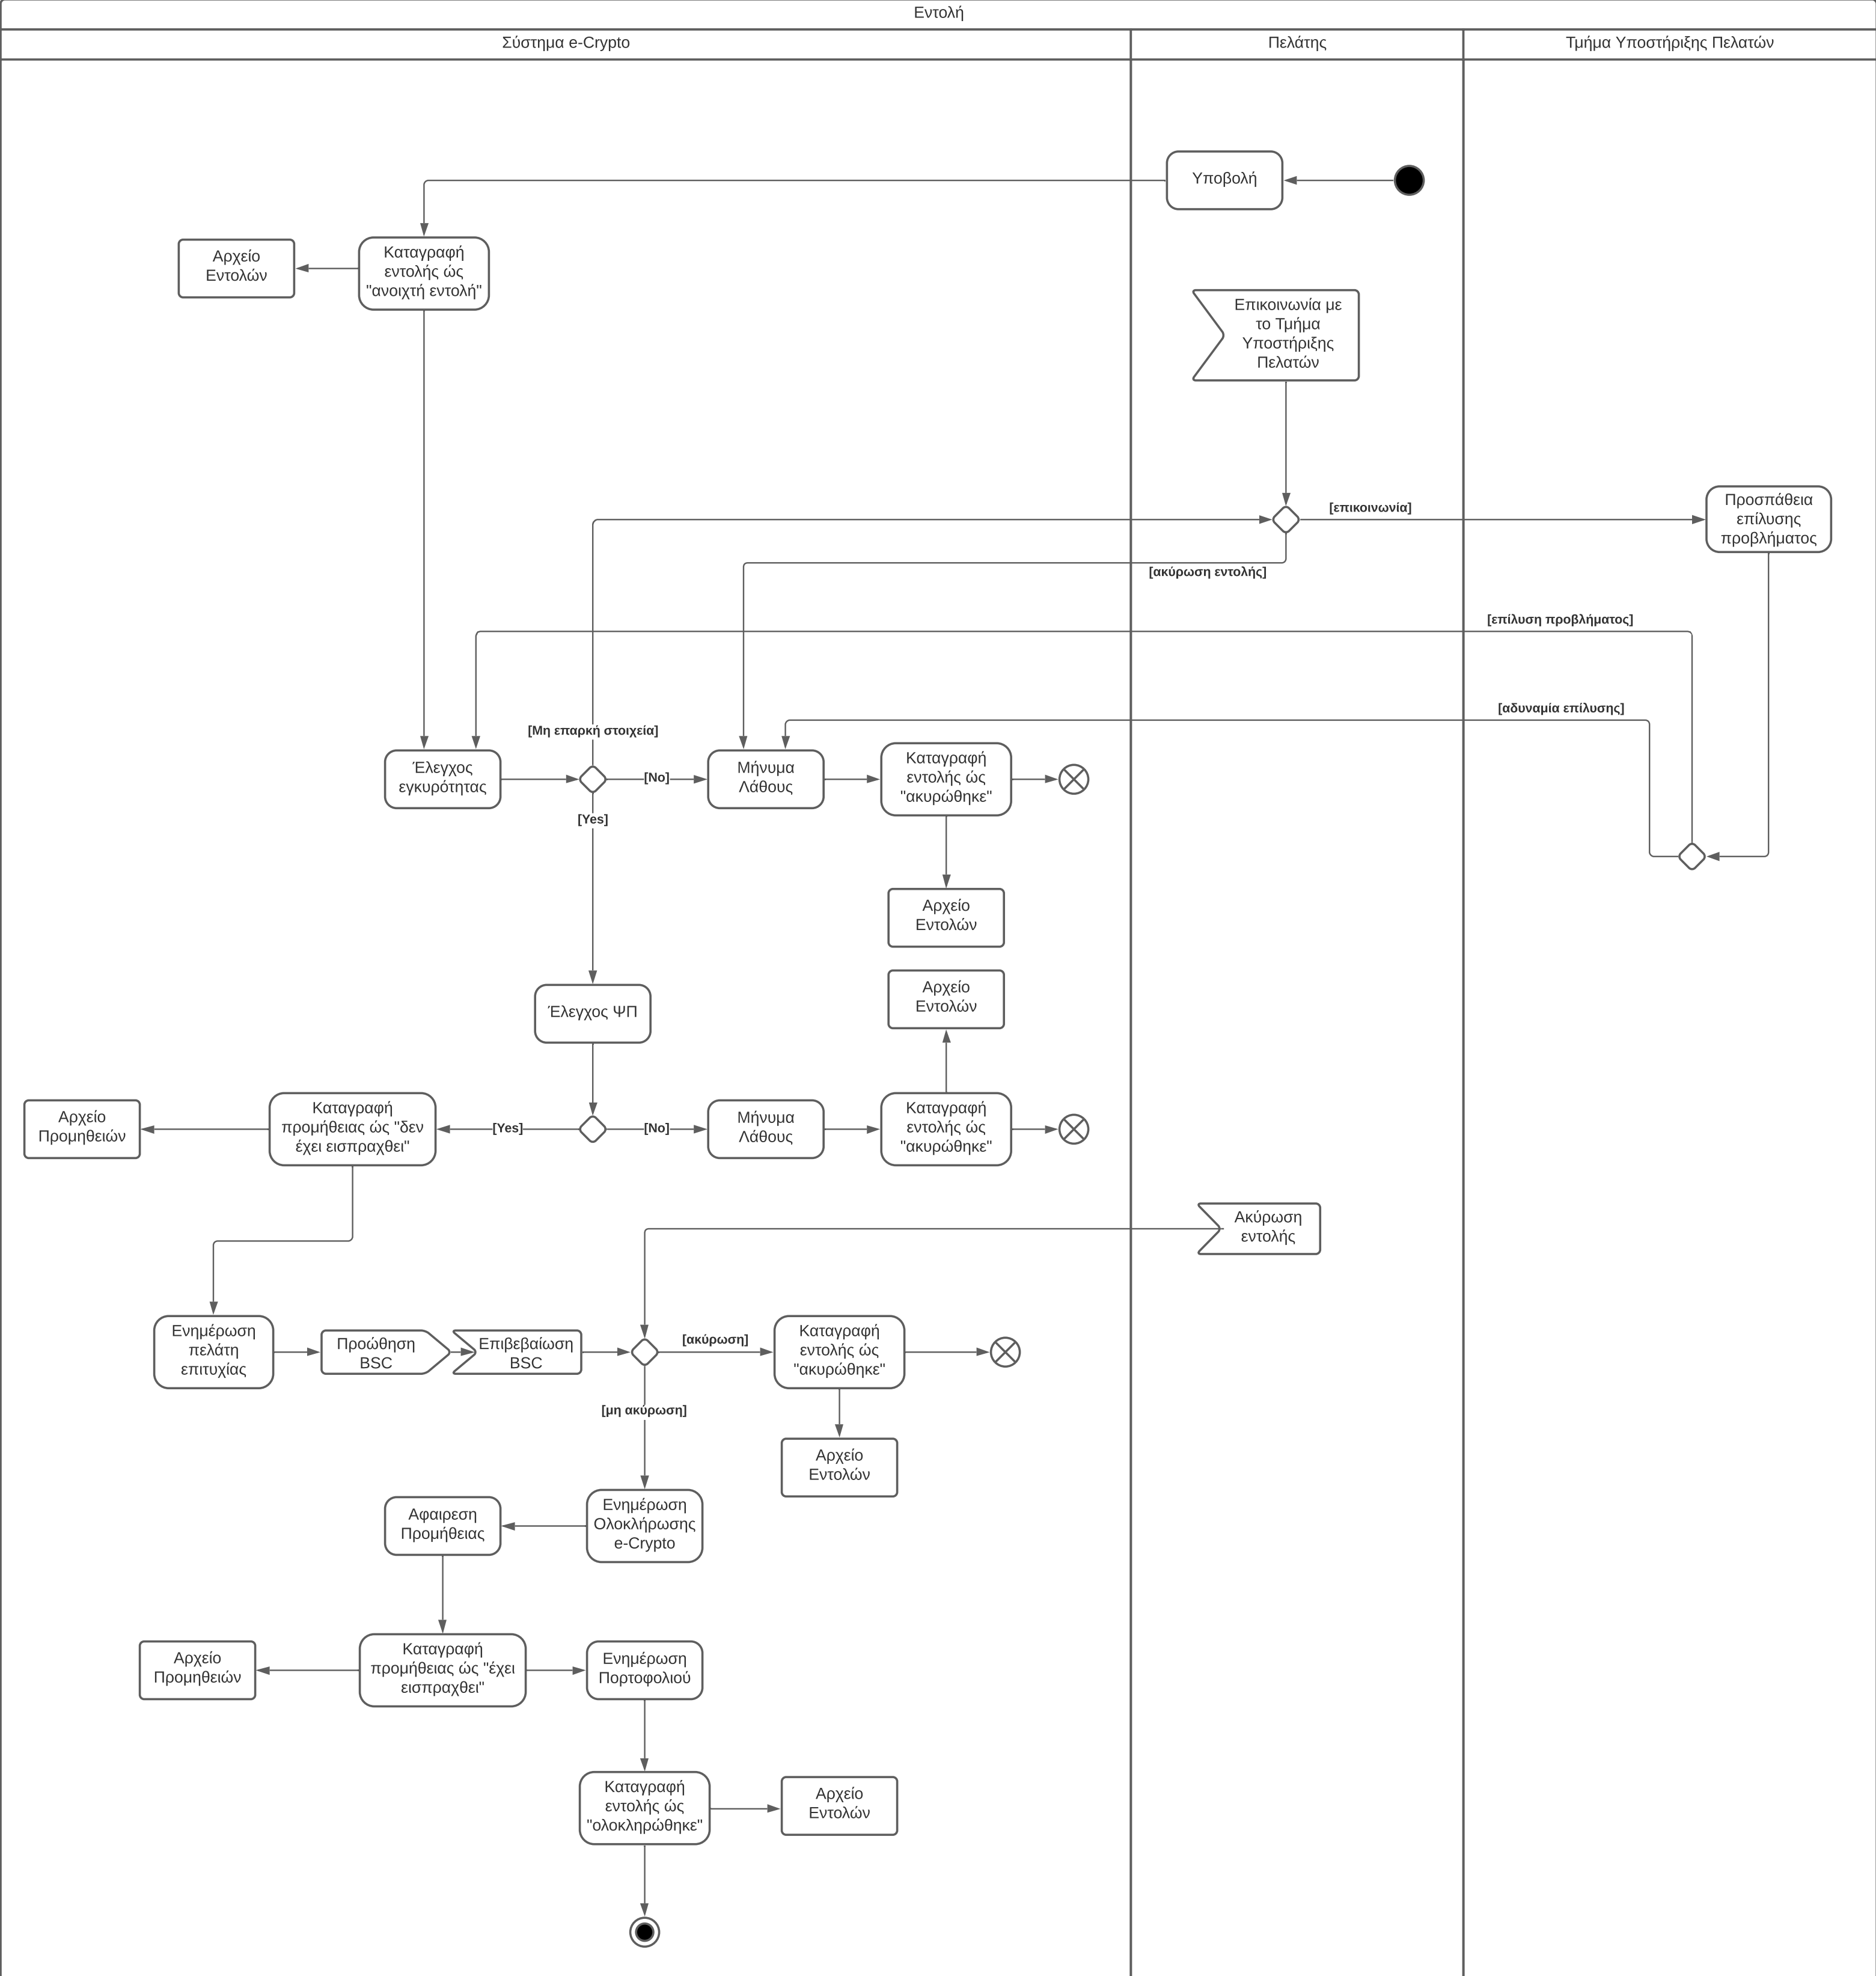 Εντολή
Σύστημα e-Crypto
Πελάτης
Τμήμα Υποστήριξης Πελατών
Υποβολή
Αρχείο
Εντολών
Καταγραφή
εντολής ώς
"ανοιχτή εντολή"
Επικοινωνία με
το Τμήμα
Υποστήριξης
Πελατών
[επικοινωνία]
Προσπάθεια
επίλυσης
προβλήματος
[ακύρωση εντολής]
[επίλυση προβλήματος]
[αδυναμία επίλυσης]
[Μη επαρκή στοιχεία]
Έλεγχος
εγκυρότητας
[No]
Μήνυμα
Λάθους
Καταγραφή
εντολής ώς
"ακυρώθηκε"
[Yes]
Αρχείο
Εντολών
Αρχείο
Εντολών
Έλεγχος ΨΠ
Αρχείο
Προμηθειών
Καταγραφή
προμήθειας ώς "δεν
έχει εισπραχθει"
[Yes]
[No]
Μήνυμα
Λάθους
Καταγραφή
εντολής ώς
"ακυρώθηκε"
Ακύρωση
εντολής
Ενημέρωση
πελάτη
επιτυχίας
Προώθηση
BSC
Επιβεβαίωση
BSC
[ακύρωση]
Καταγραφή
εντολής ώς
"ακυρώθηκε"
[μη ακύρωση]
Αρχείο
Εντολών
Αφαιρεση
Προμήθειας
Ενημέρωση
Ολοκλήρωσης
e-Crypto
Αρχείο
Προμηθειών
Καταγραφή
προμήθειας ώς "έχει
εισπραχθει"
Ενημέρωση
Πορτοφολιού
Καταγραφή
εντολής ώς
"ολοκληρώθηκε"
Αρχείο
Εντολών